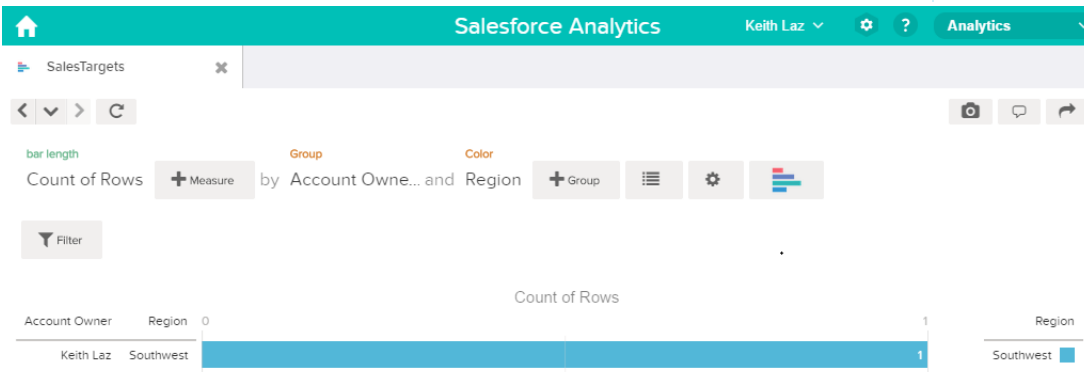 Salesforce Analytics Keith Laz ? Analytics
SalesTargets
bar length Group Color
Count of Rows + Measure by Account Owne... and Region + Group
Filter
Count of Rows
Account Owner Region 0 1 Region
Keith Laz Southwest 1 Southwest